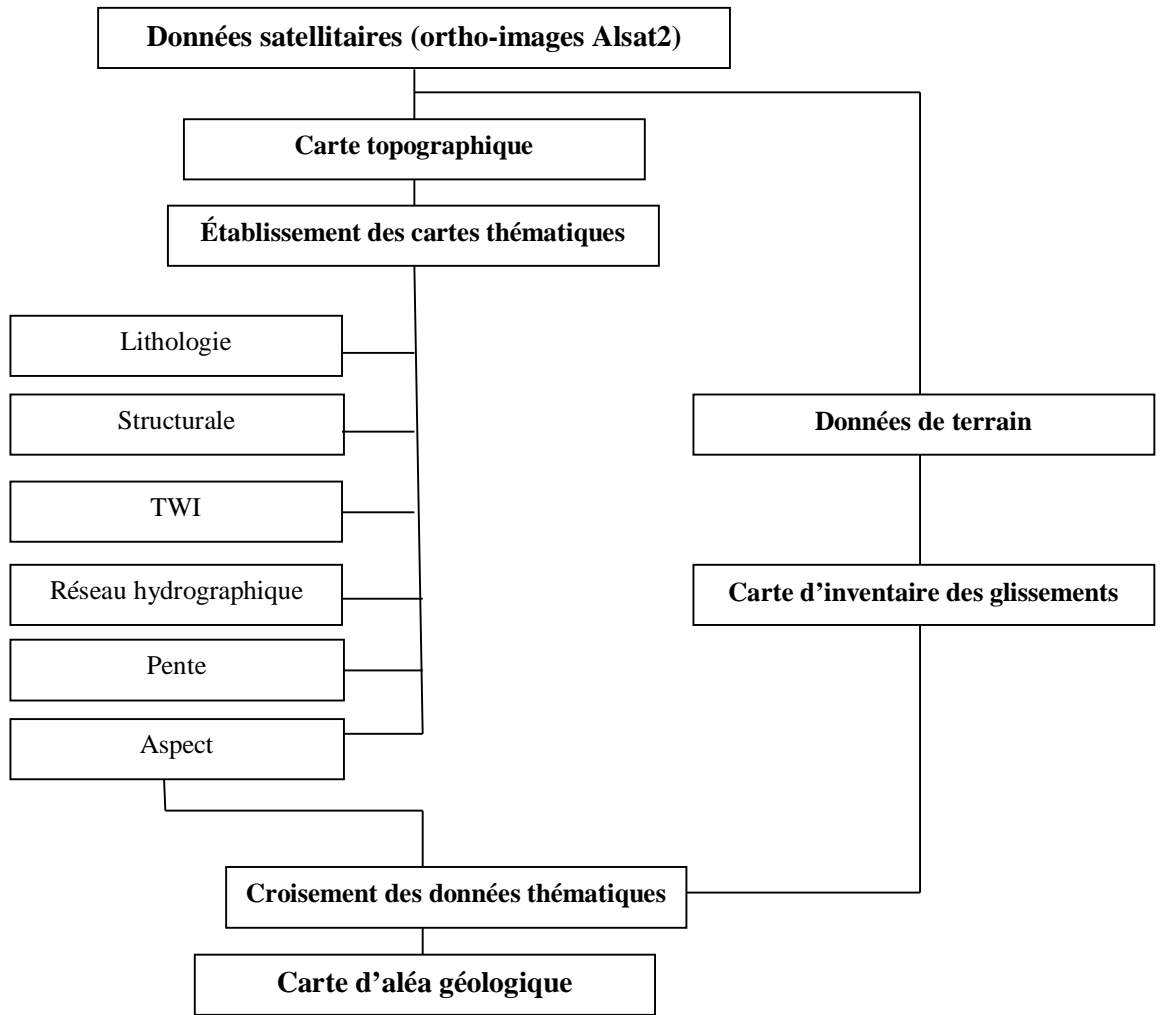 Données satellitaires (ortho-images Alsat2)
Carte topographique
Établissement des cartes thématiques
Lithologie
Structurale
TWI
Réseau hydrographique
Pente
Aspect
Données de terrain
Carte d’inventaire des glissements
Croisement des données thématiques
Carte d’aléa géologique